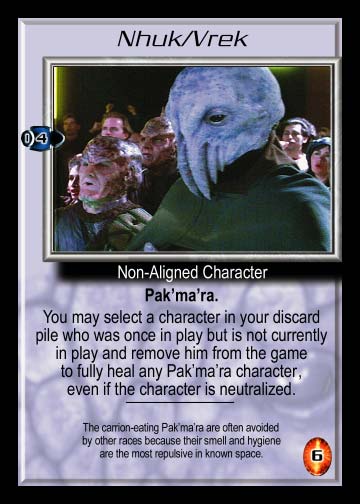 Nhuk/Vrek
4
Non-Aligned Character
Pak'ma'ra.
You may select a character in your discard
pile who was once in play but is not currently
in play and remove him from the game
to fully heal any Pak'ma'ra character,
even if the character is neutralized.
The carrion-eating Pak'ma'ra are often avoided
by other races because their smell and hygiene
are the most repulsive in known space.
6